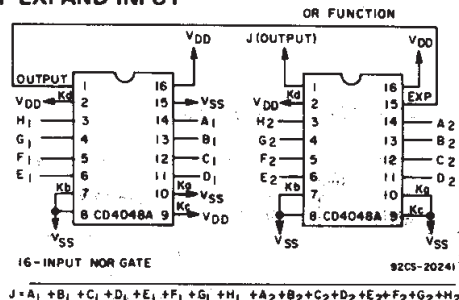 EXPAND INPUT
OR FUNCTION
VDD
J (OUTPUT)
VDD
OUTPUT
1
16
1
16
Kd
Kd
EXP
VDD
2
15
VSS
VDD
2
15
H1
3
14
A1
H2
3
14
A2
G1
4
13
B1
G2
4
13
B2
F1
5
12
C1
F2
5
12
C2
E1
6
11
D1
E2
6
11
D2
Kb
Ka
Kb
Ka
7
10
VSS
7
10
Kc
Kc
8
CD4048A
9
VDD
8
CD4048A
9
VSS
VSS
VSS
16-INPUT NOR GATE
92CS-20241
J=A1+B1+C1+D1+E1+F1+G1+H1+A2+B2+C2+D2+E2+F2+G2+H2